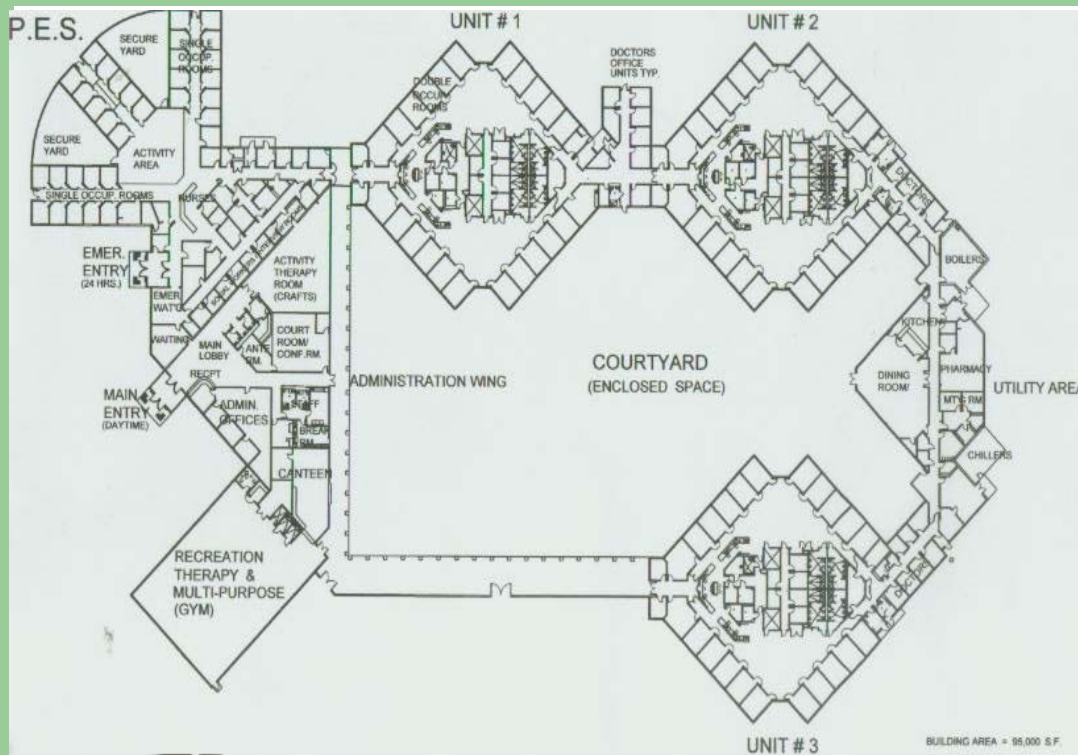 P.E.S.
UNIT # 1
UNIT # 2
SECURE
YARD
SINGLE
OCCUP.
ROOMS
DOCTORS
OFFICE
UNITS TYP.
DOUBLE
OCCUP.
ROOMS
SECURE
YARD
ACTIVITY
AREA
SINGLE OCCUP. ROOMS
NURSES
DOCTORS
EMER.
ENTRY
(24 HRS.)
ACTIVITY
THERAPY
ROOM
(CRAFTS)
BOILERS
EMER.
WAT'G
WAITING
MAIN
LOBBY
ANTE
RM.
COURT
ROOM/
CONF.RM.
KITCHEN
COURTYARD
(ENCLOSED SPACE)
DINING
ROOM/
PHARMACY
RECPT
ADMINISTRATION WING
UTILITY AREA
MAIN
ENTRY
(DAYTIME)
ADMIN.
OFFICES
STAFF
BREAK
RM.
MTG RM
CANTEEN
CHILLERS
RECREATION
THERAPY &
MULTI-PURPOSE
(GYM)
DOCTORS
UNIT # 3
BUILDING AREA = 95,000 S.F.